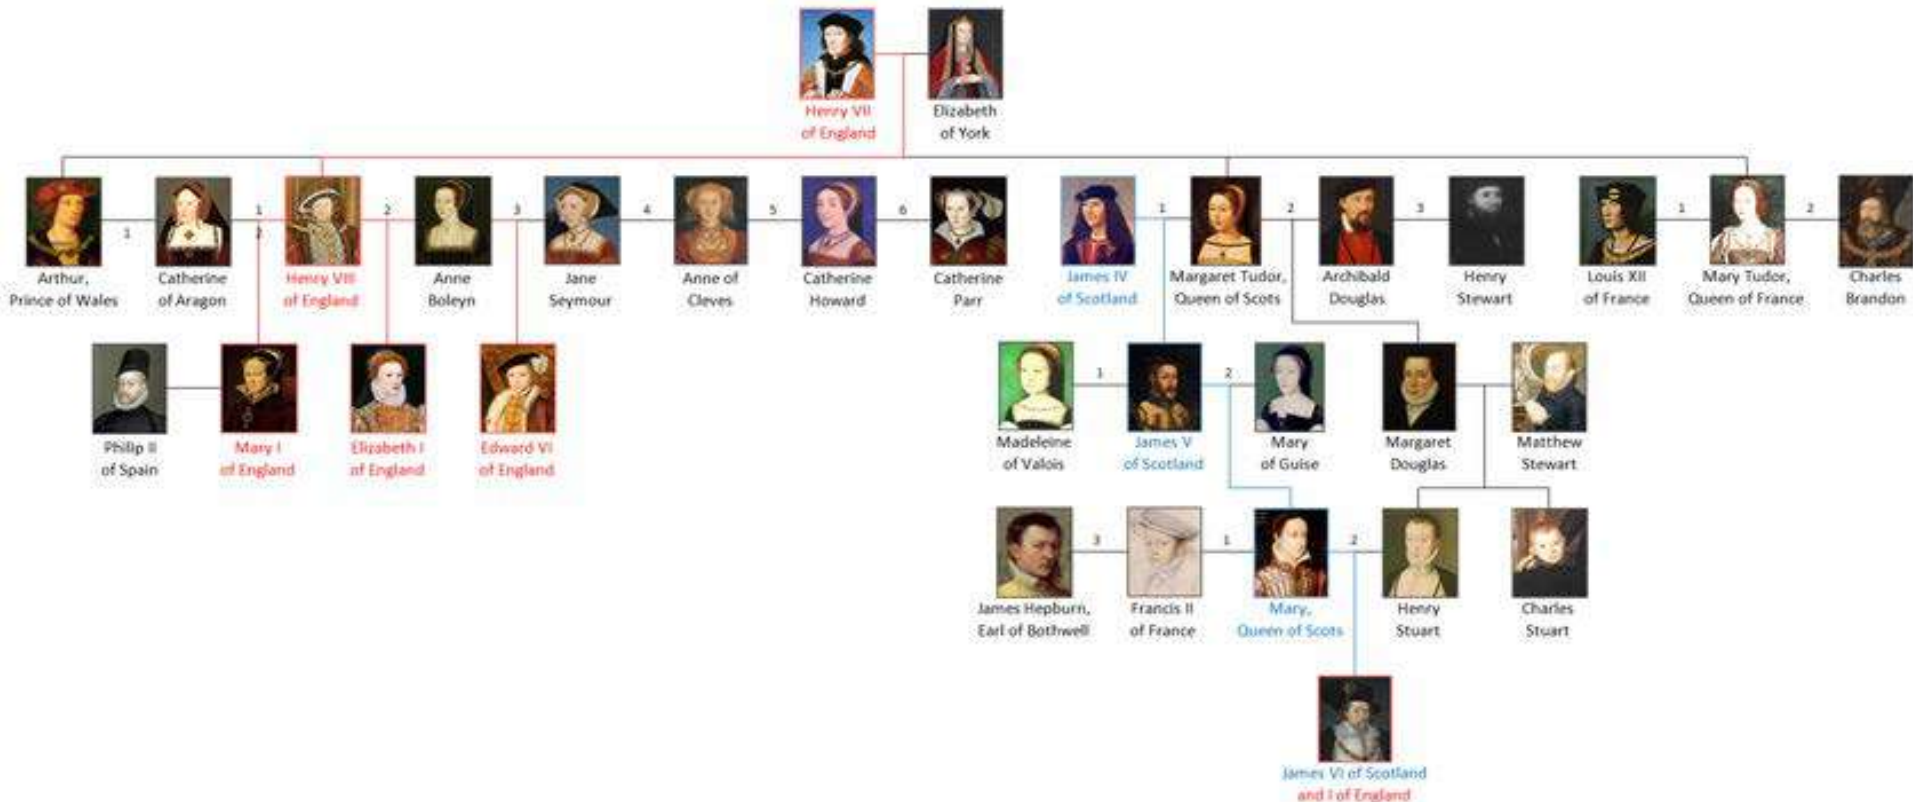 Henry VII
of England
Elizabeth
of York
1
1
2
2
3
4
5
6
1
2
3
1
2
Arthur,
Prince of Wales
Catherine
of Aragon
Henry VIII
of England
Anne
Boleyn
Jane
Seymour
Anne of
Cleves
Catherine
Howard
Catherine
Parr
James IV
of Scotland
Margaret Tudor,
Queen of Scots
Archibald
Douglas
Henry
Stewart
Louis XII
of France
Mary Tudor,
Queen of France
Charles
Brandon
1
2
Philip II
of Spain
Mary I
of England
Elizabeth I
of England
Edward VI
of England
Madeleine
of Valois
James V
of Scotland
Mary
of Guise
Margaret
Douglas
Matthew
Stewart
3
1
2
James Hepburn,
Earl of Bothwell
Francis II
of France
Mary,
Queen of Scots
Henry
Stuart
Charles
Stuart
James VI of Scotland
and I of England